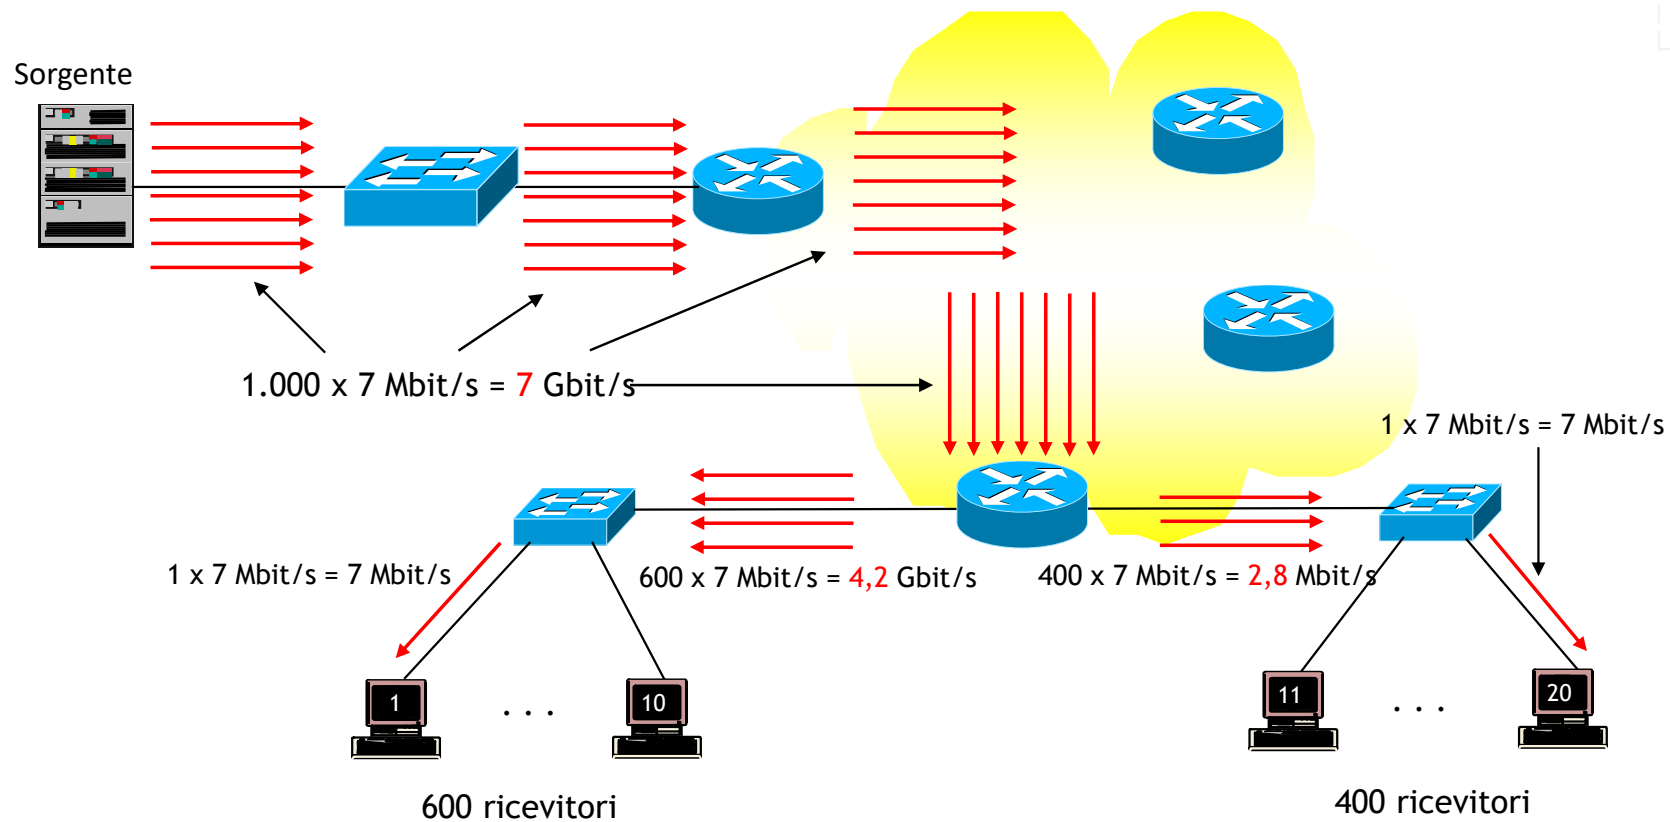 Sorgente
1.000 x 7 Mbit/s = 7 Gbit/s
1 x 7 Mbit/s = 7 Mbit/s
1 x 7 Mbit/s = 7 Mbit/s
600 x 7 Mbit/s = 4,2 Gbit/s
400 x 7 Mbit/s = 2,8 Mbit/s
1
. . .
10
11
. . .
20
600 ricevitori
400 ricevitori